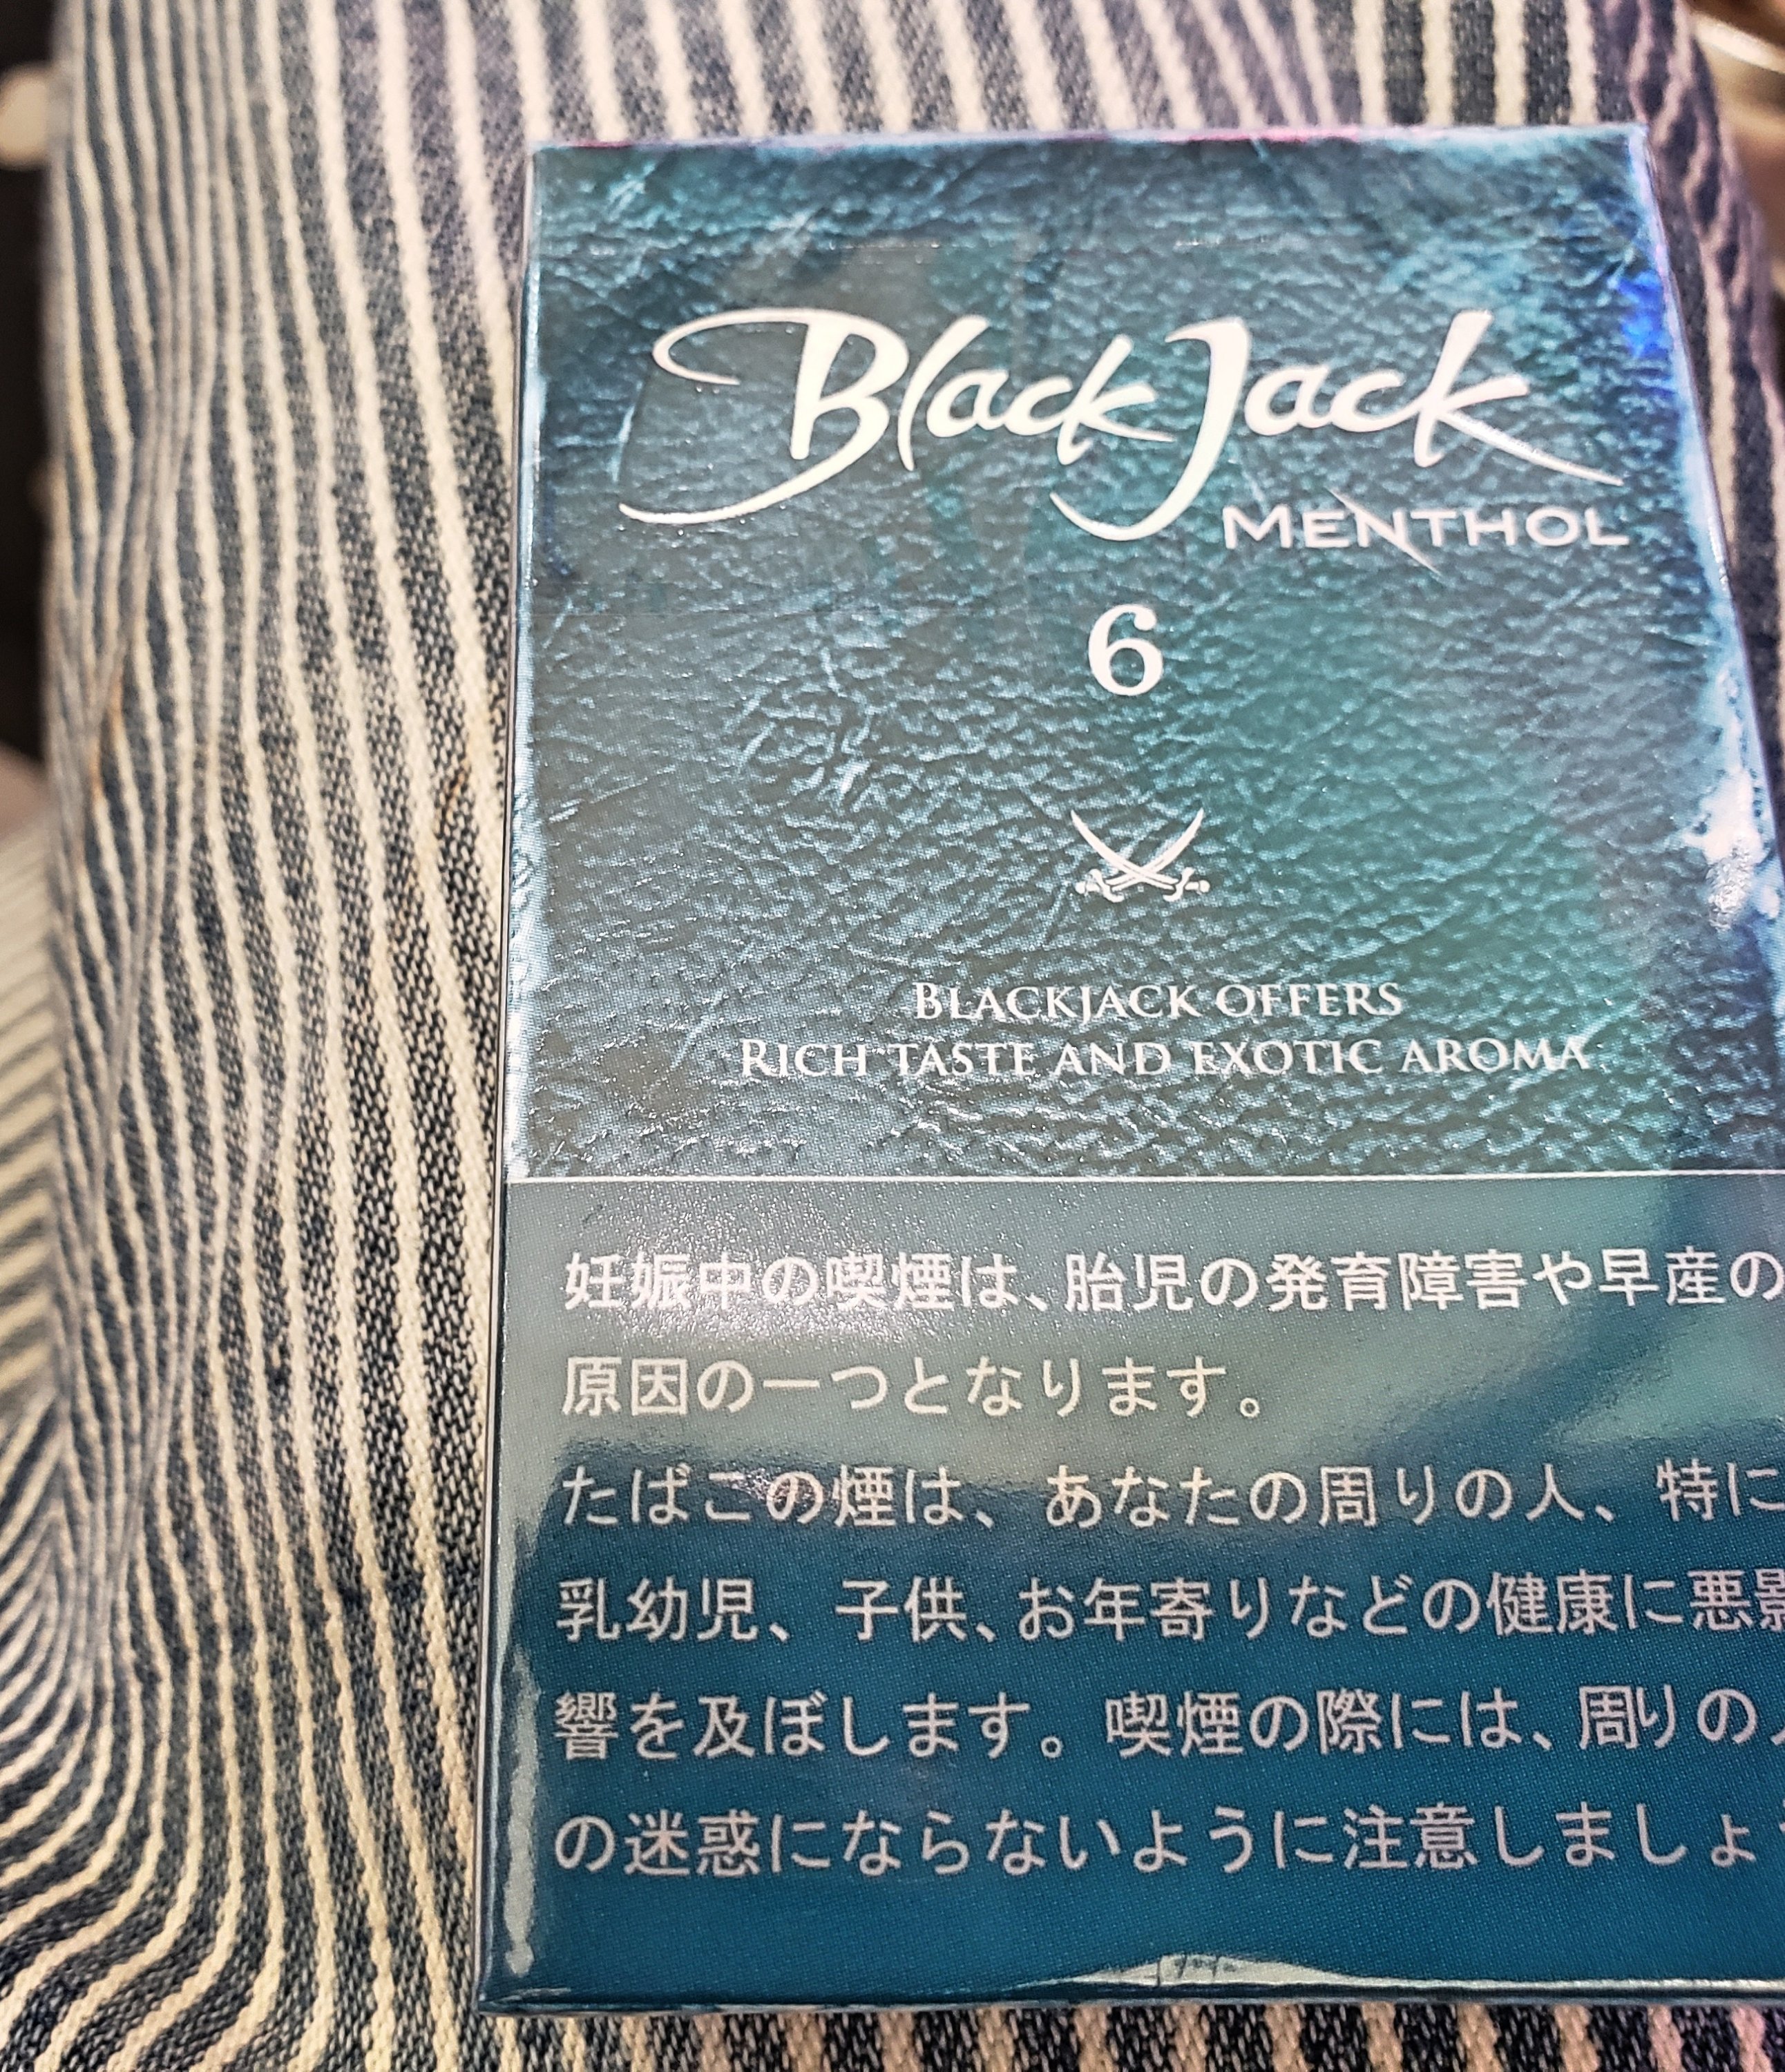 BlackJack
MENTHOL
6
BLACKJACK OFFERS
RICH TASTE AND EXOTIC AROMA
妊娠中の喫煙は、胎児の発育障害や早産の
原因の一つとなります。
たばこの煙は、あなたの周りの人、特に
乳幼児、子供、お年寄りなどの健康に悪影
響を及ぼします。喫煙の際には、周りの
の迷惑にならないように注意しましょ